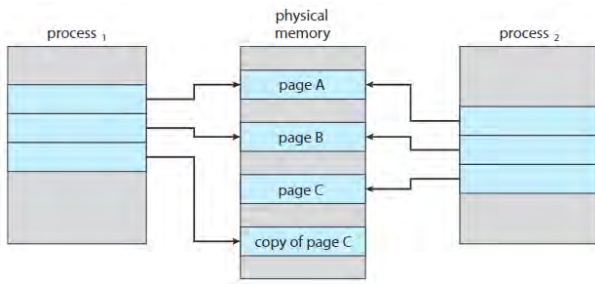 process 1
physical
memory
process 2
page A
page B
page C
copy of page C